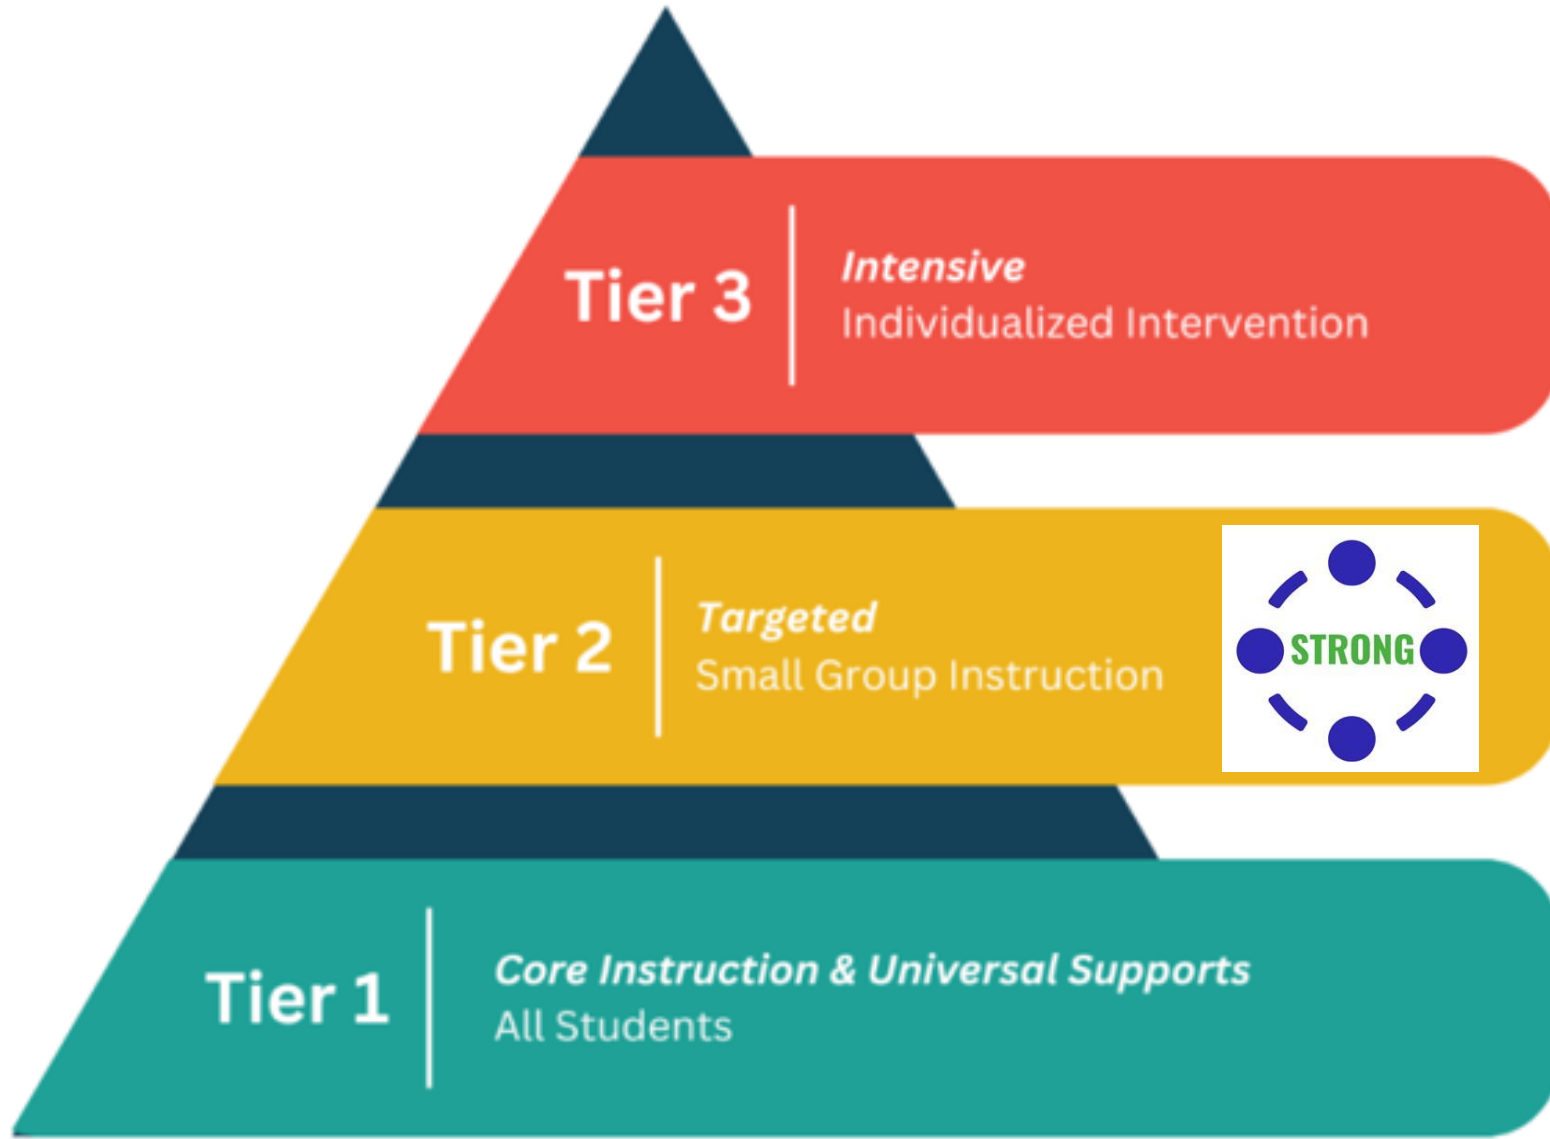 Tier 3
Intensive
Individualized Intervention
Tier 2
Targeted
Small Group Instruction
STRONG
Tier 1
Core Instruction & Universal Supports
All Students